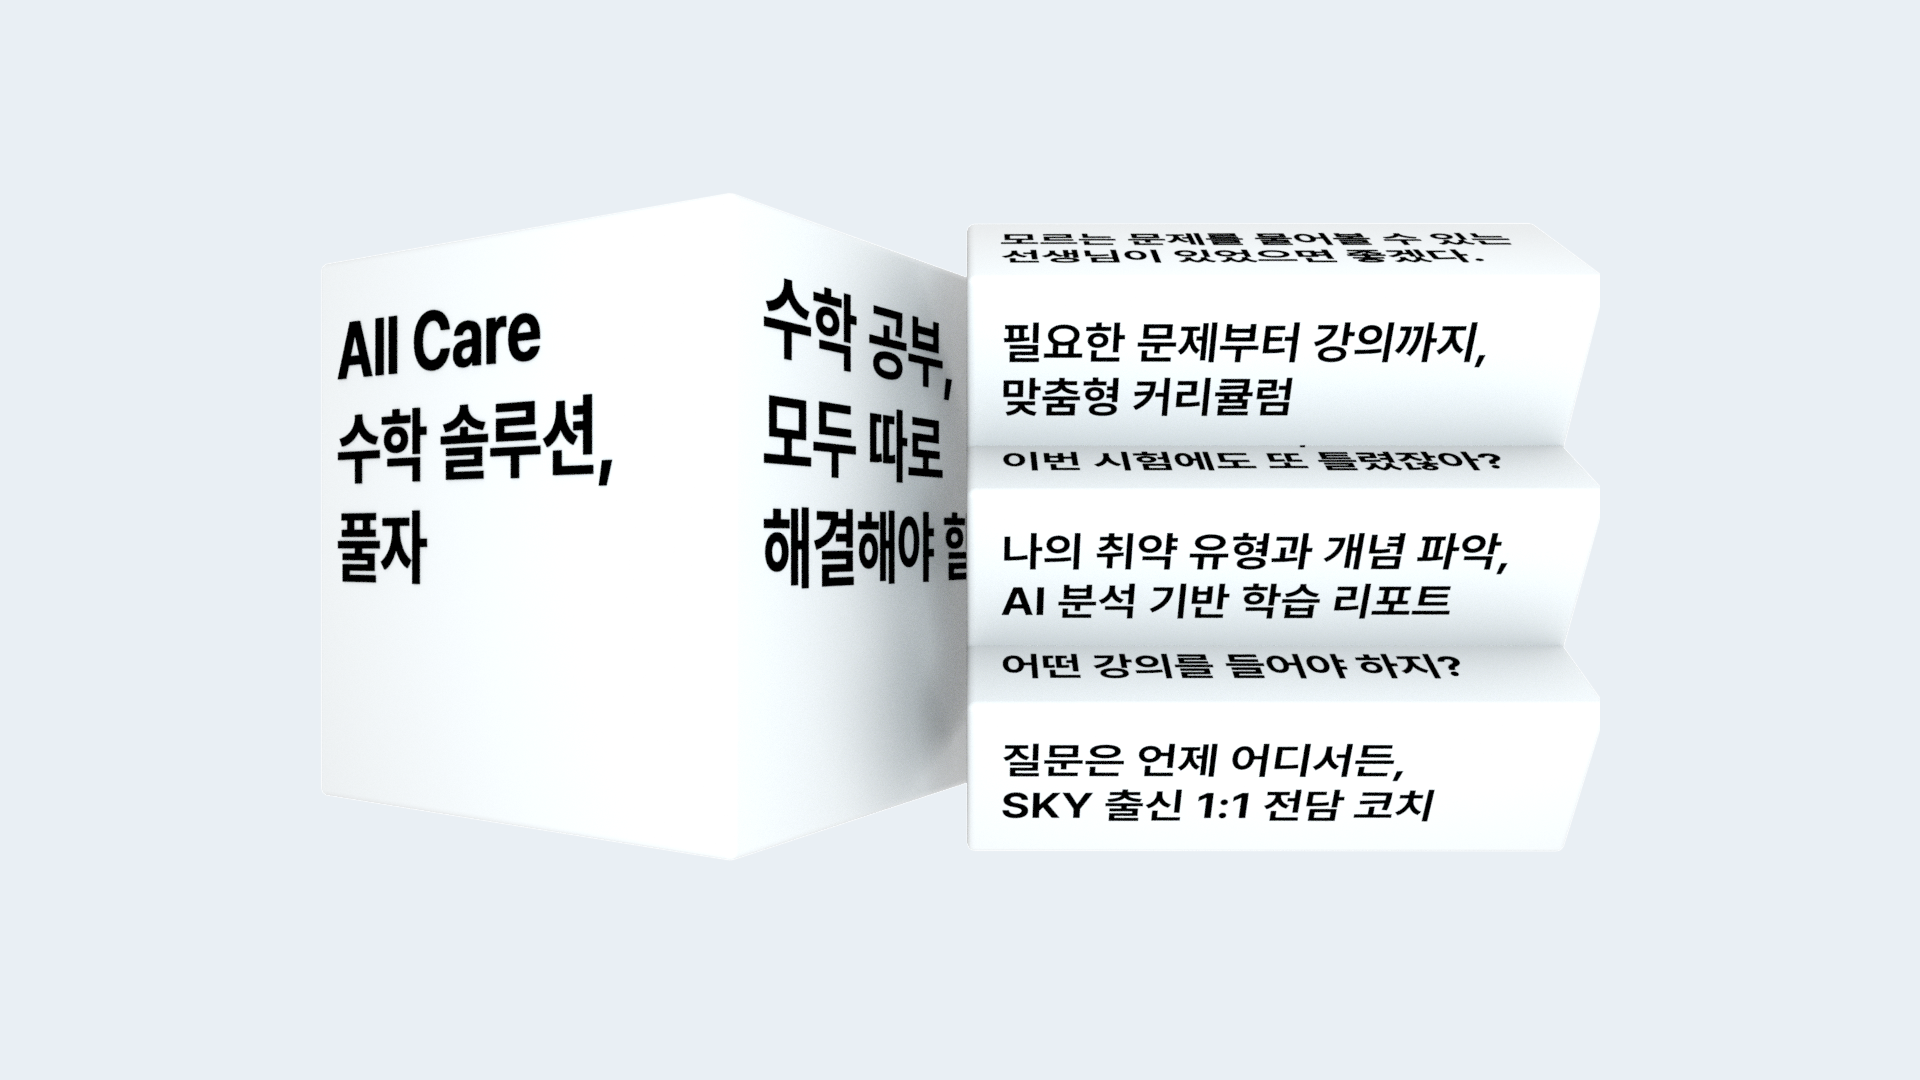 All Care
수학 솔루션,
풀자
수학 공부,
모두 따로
해결해야
모르는 문제를 물어볼 수 있는
선생님이 있었으면 좋겠다.
필요한 문제부터 강의까지,
맞춤형 커리큘럼
이번 시험에도 또 틀렸잖아?
나의 취약 유형과 개념 파악,
AI 분석 기반 학습 리포트
어떤 강의를 들어야 하지?
질문은 언제 어디서든,
SKY 출신 1:1 전담 코치